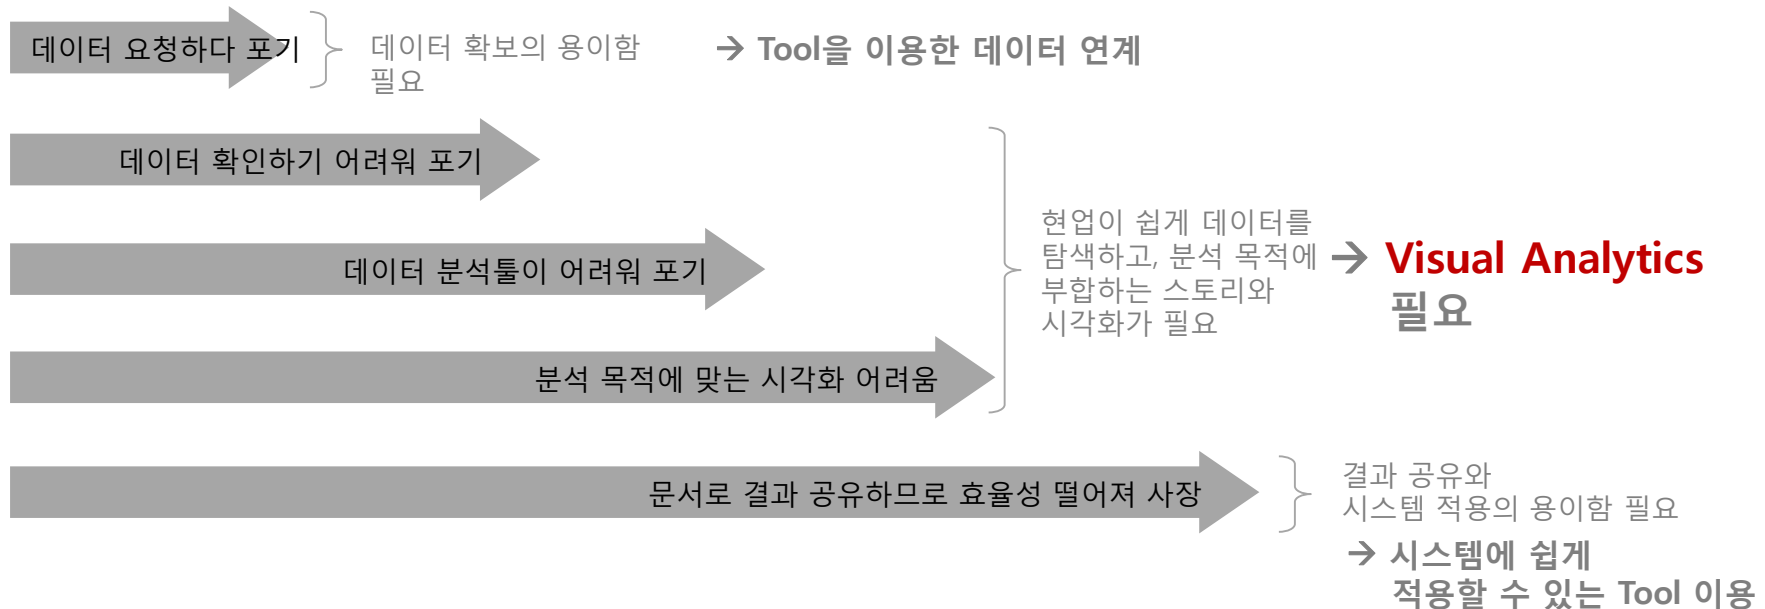 데이터 요청하다 포기
데이터 확보의 용이함
필요
→ Tool을 이용한 데이터 연계
데이터 확인하기 어려워 포기
데이터 분석툴이 어려워 포기
분석 목적에 맞는 시각화 어려움
현업이 쉽게 데이터를
탐색하고, 분석 목적에
부합하는 스토리와
시각화가 필요
→ Visual Analytics
필요
문서로 결과 공유하므로 효율성 떨어져 사장
결과 공유와
시스템 적용의 용이함 필요
→ 시스템에 쉽게
적용할 수 있는 Tool 이용